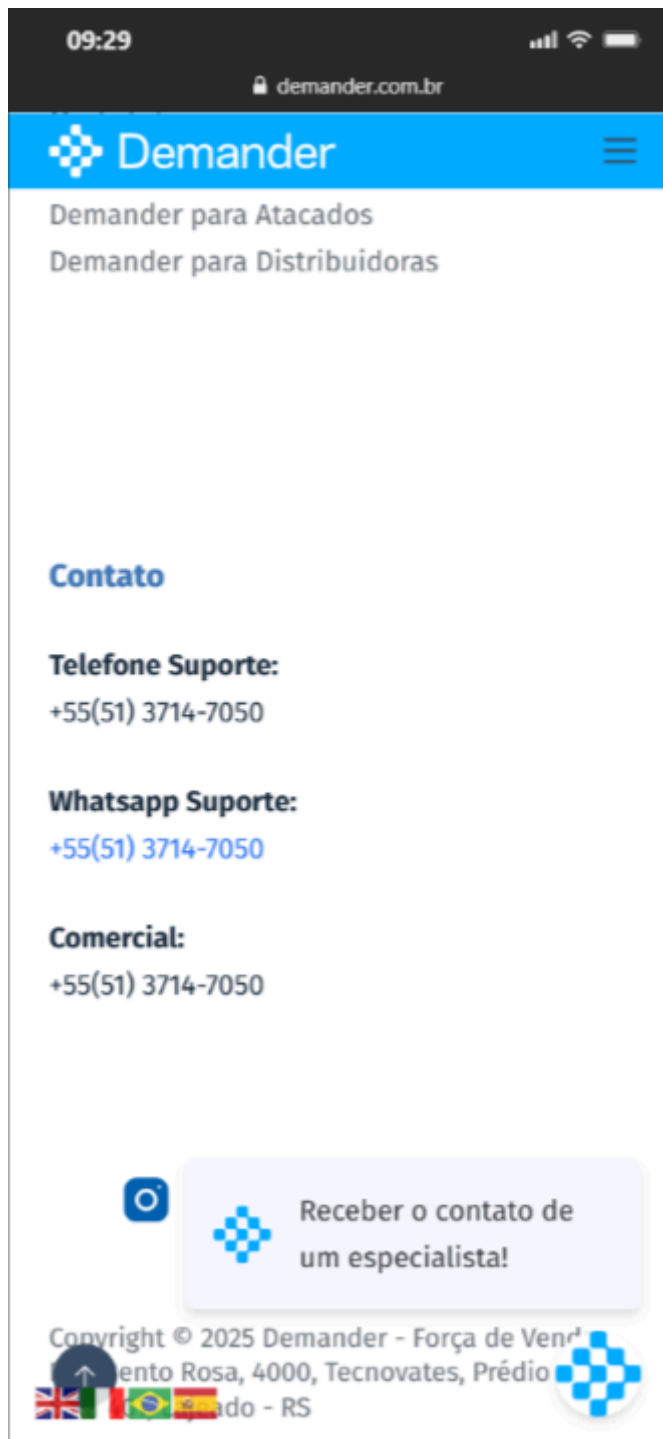 09:29
demander.com.br
Demander
Demander para Atacados
Demander para Distribuidoras
Contato
Telefone Suporte:
+55(51) 3714-7050
Whatsapp Suporte:
+55(51) 3714-7050
Comercial:
+55(51) 3714-7050
Receber o contato de
um especialista!
Copyright © 2025 Demander - Força de
Rosa, 4000, Tecnovates, Prédio
- RS